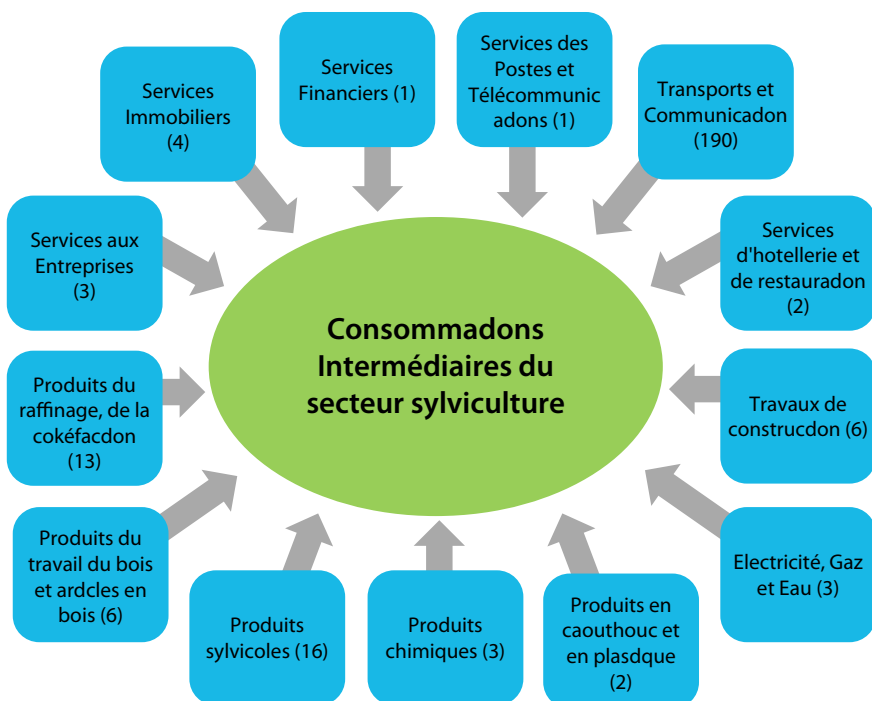 Services
Immobiliers
(4)
Services
Financiers (1)
Services des
Postes et
Télécommunic
adons (1)
Transports et
Communicadon
(190)
Services aux
Entreprises
(3)
Services
d'hotellerie et
de restauradon
(2)
Consommadons
Intermédiaires du
secteur sylviculture
Produits du
raffinage, de la
cokéfacdon
(13)
Travaux de
construcdon (6)
Produits du
travail du bois
et ardcles en
bois (6)
Electricité, Gaz
et Eau (3)
Produits
sylvicoles (16)
Produits
chimiques (3)
Produits en
caouthouc et
en plasdque
(2)